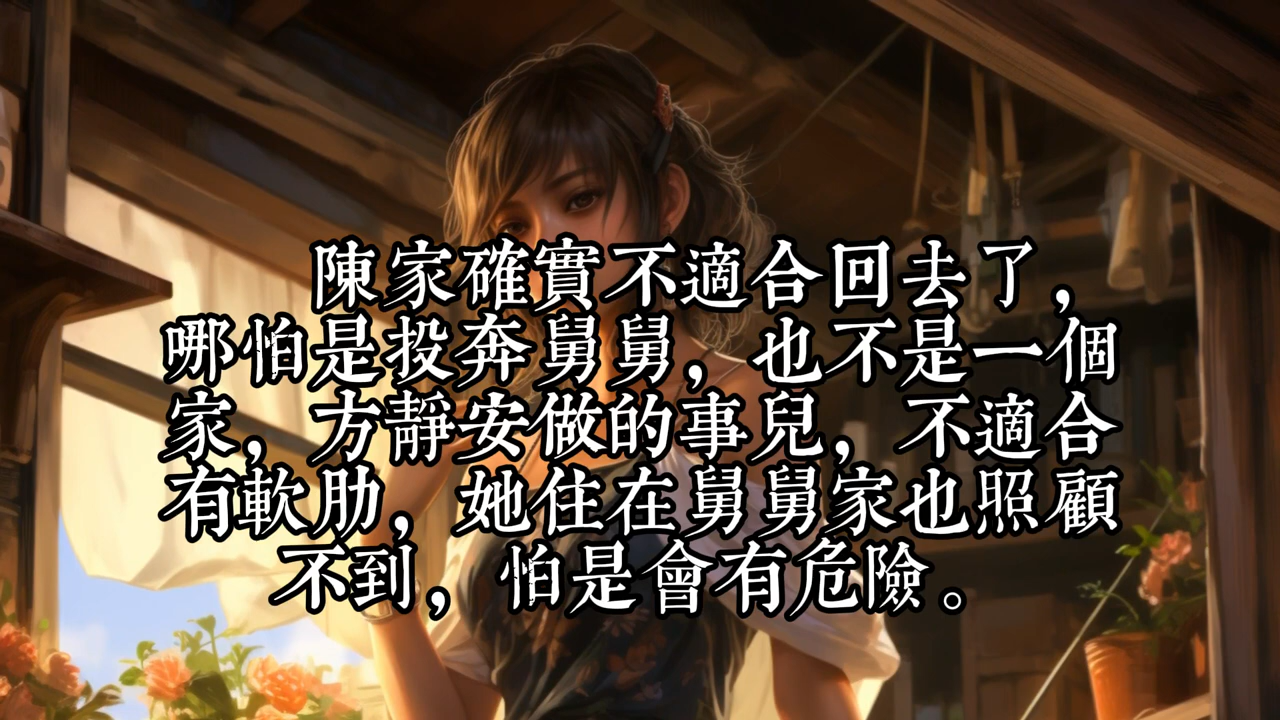 陳家確實不適合回去了，
哪怕是投奔舅舅，也不是一個
家，方靜安做的事兒，不適合
有軟肋，她住在舅舅家也照顧
不到，怕是會有危險。